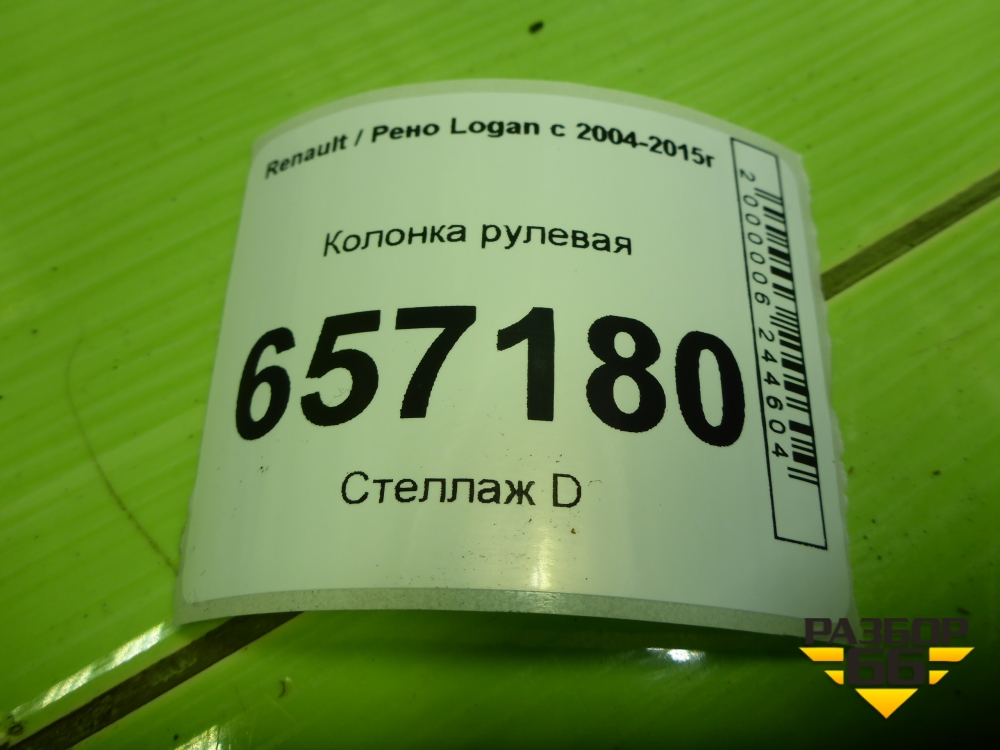 Renault / Рено Logan с 2004-2015г
Колонка рулевая
657180
Стеллаж D
2000006244604
РАЗБОР
66